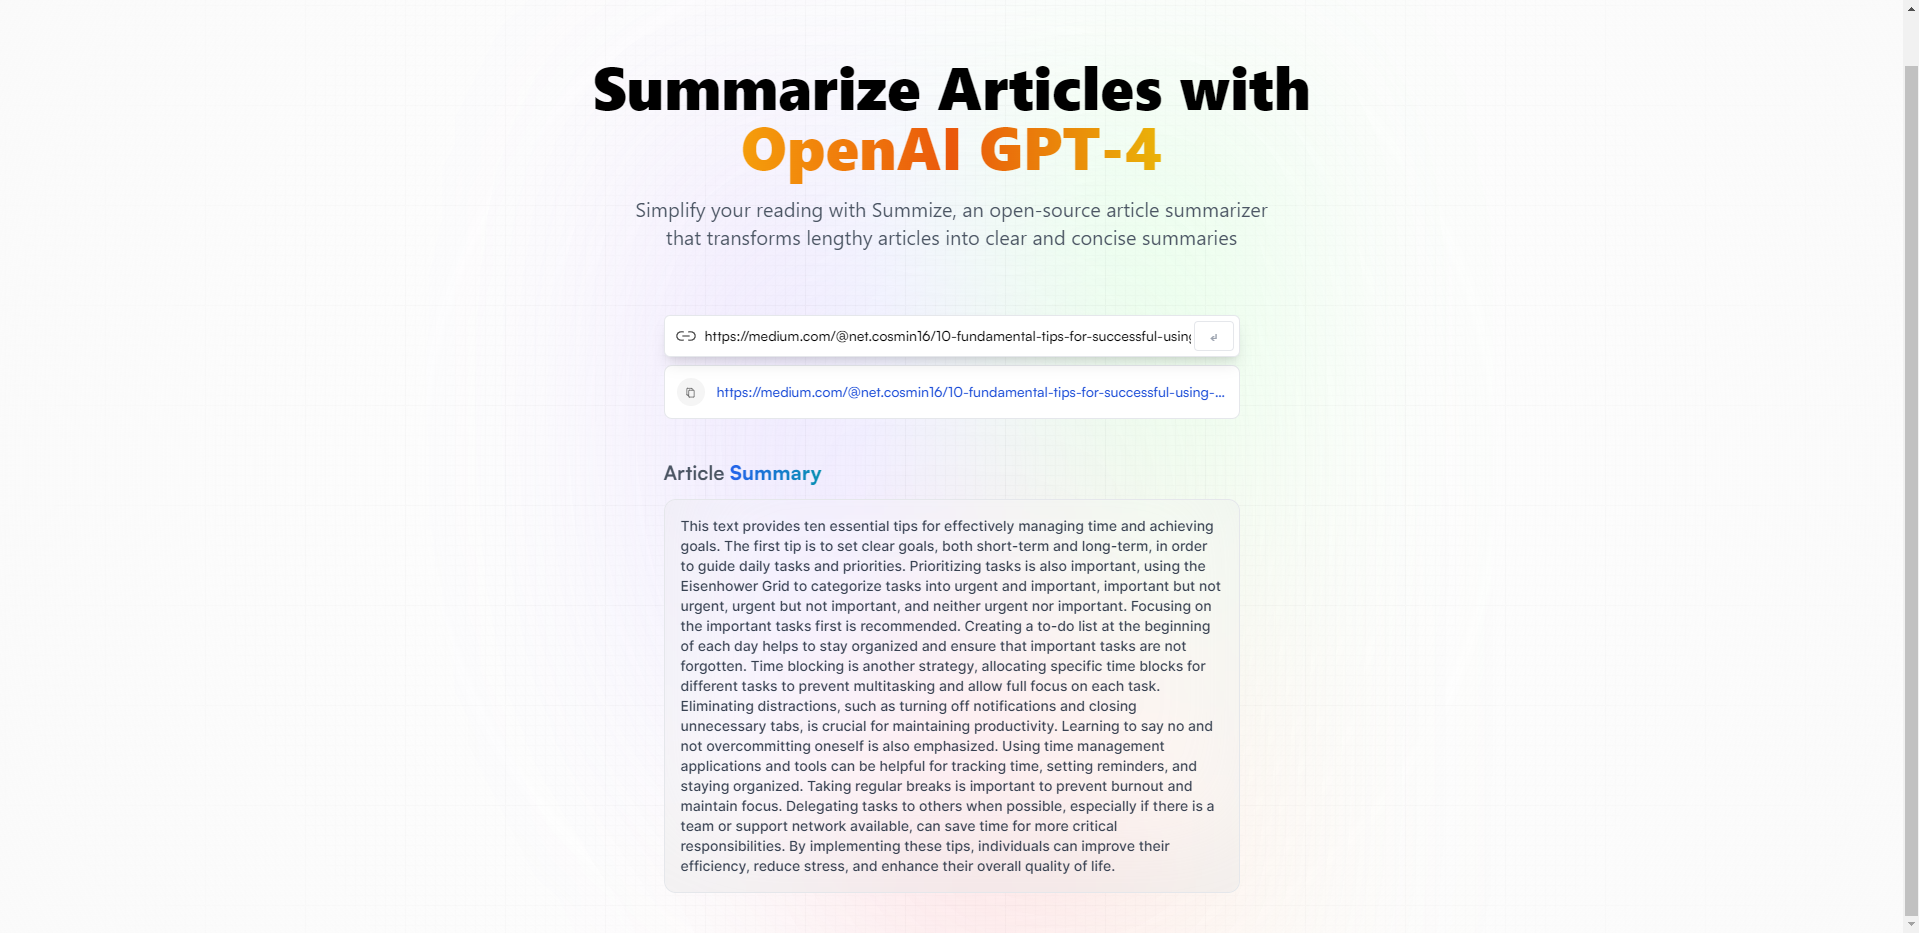 Summarize Articles with
OpenAI GPT-4
Simplify your reading with Summize, an open-source article summarizer
that transforms lengthy articles into clear and concise summaries
https://medium.com/@net.cosmin16/10-fundamental-tips-for-successful-using
https://medium.com/@net.cosmin16/10-fundamental-tips-for-successful-using-...
Article Summary
This text provides ten essential tips for effectively managing time and achieving
goals. The first tip is to set clear goals, both short-term and long-term, in order
to guide daily tasks and priorities. Prioritizing tasks is also important, using the
Eisenhower Grid to categorize tasks into urgent and important, important but not
urgent, urgent but not important, and neither urgent nor important. Focusing on
the important tasks first is recommended. Creating a to-do list at the beginning
of each day helps to stay organized and ensure that important tasks are not
forgotten. Time blocking is another strategy, allocating specific time blocks for
different tasks to prevent multitasking and allow full focus on each task.
Eliminating distractions, such as turning off notifications and closing
unnecessary tabs, is crucial for maintaining productivity. Learning to say no and
not overcommitting oneself is also emphasized. Using time management
applications and tools can be helpful for tracking time, setting reminders, and
staying organized. Taking regular breaks is important to prevent burnout and
maintain focus. Delegating tasks to others when possible, especially if there is a
team or support network available, can save time for more critical
responsibilities. By implementing these tips, individuals can improve their
efficiency, reduce stress, and enhance their overall quality of life.